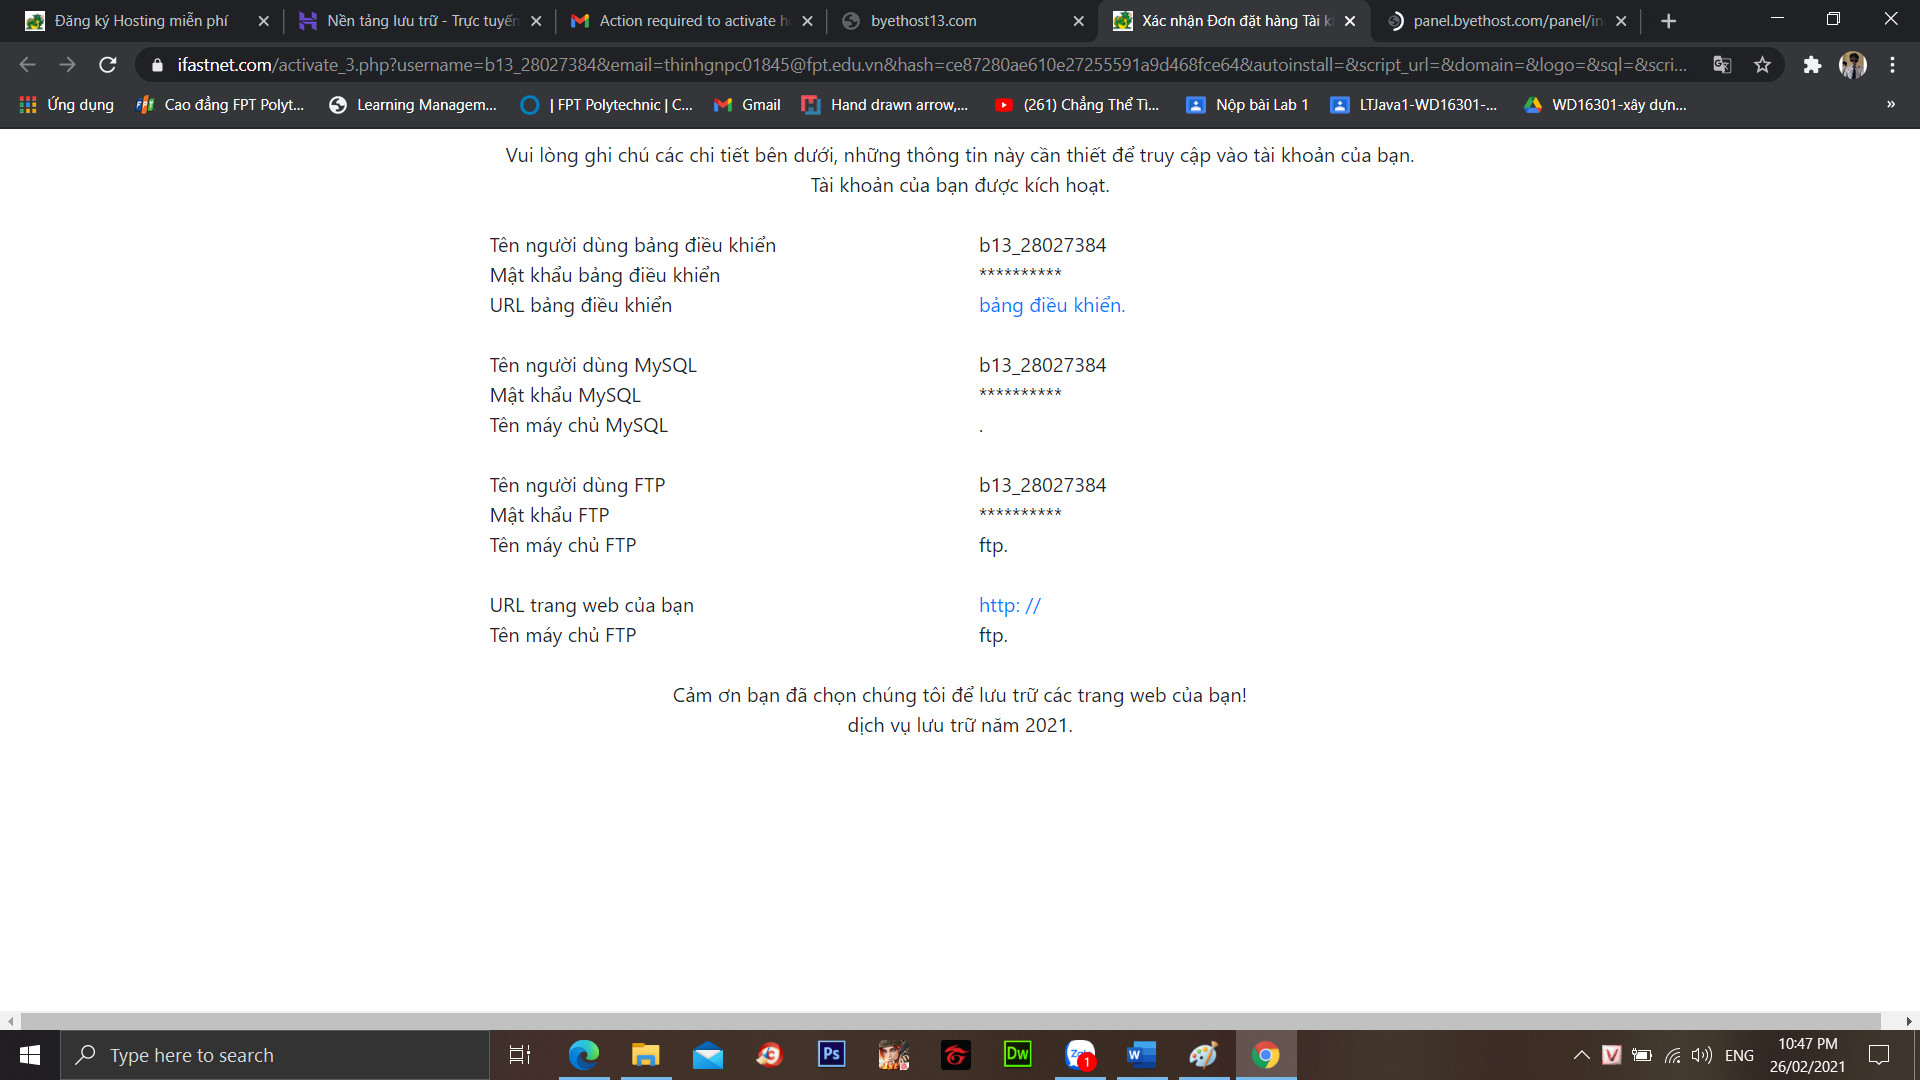 Đăng ký Hosting miễn phí
Nền tảng lưu trữ - Trực tuyến
Action required to activate h
byethost13.com
Xác nhận Đơn đặt hàng Tài k
panel.byethost.com/panel/in
ifastnet.com/activate_3.php?username=b13_28027384&email=thinhgnpc01845@fpt.edu.vn&hash=ce87280ae610e27255591a9d468fce64&autoinstall=&script_url=&domain=&logo=&sql=&scri...
Ứng dụng
Cao đẳng FPT Polyt...
Learning Managem...
| FPT Polytechnic | C...
Gmail
Hand drawn arrow,...
(261) Chẳng Thể Tì...
Nộp bài Lab 1
LTJava1-WD16301-...
WD16301-xây dựn...
»
Vui lòng ghi chú các chi tiết bên dưới, những thông tin này cần thiết để truy cập vào tài khoản của bạn.
Tài khoản của bạn được kích hoạt.
Tên người dùng bảng điều khiển b13_28027384
Mật khẩu bảng điều khiển **********
URL bảng điều khiển bảng điều khiển.
Tên người dùng MySQL b13_28027384
Mật khẩu MySQL **********
Tên máy chủ MySQL .
Tên người dùng FTP b13_28027384
Mật khẩu FTP **********
Tên máy chủ FTP ftp.
URL trang web của bạn http: //
Tên máy chủ FTP ftp.
Cảm ơn bạn đã chọn chúng tôi để lưu trữ các trang web của bạn!
dịch vụ lưu trữ năm 2021.
Type here to search
Ps
Dw
Zalo
1
W
V
ENG
10:47 PM
26/02/2021